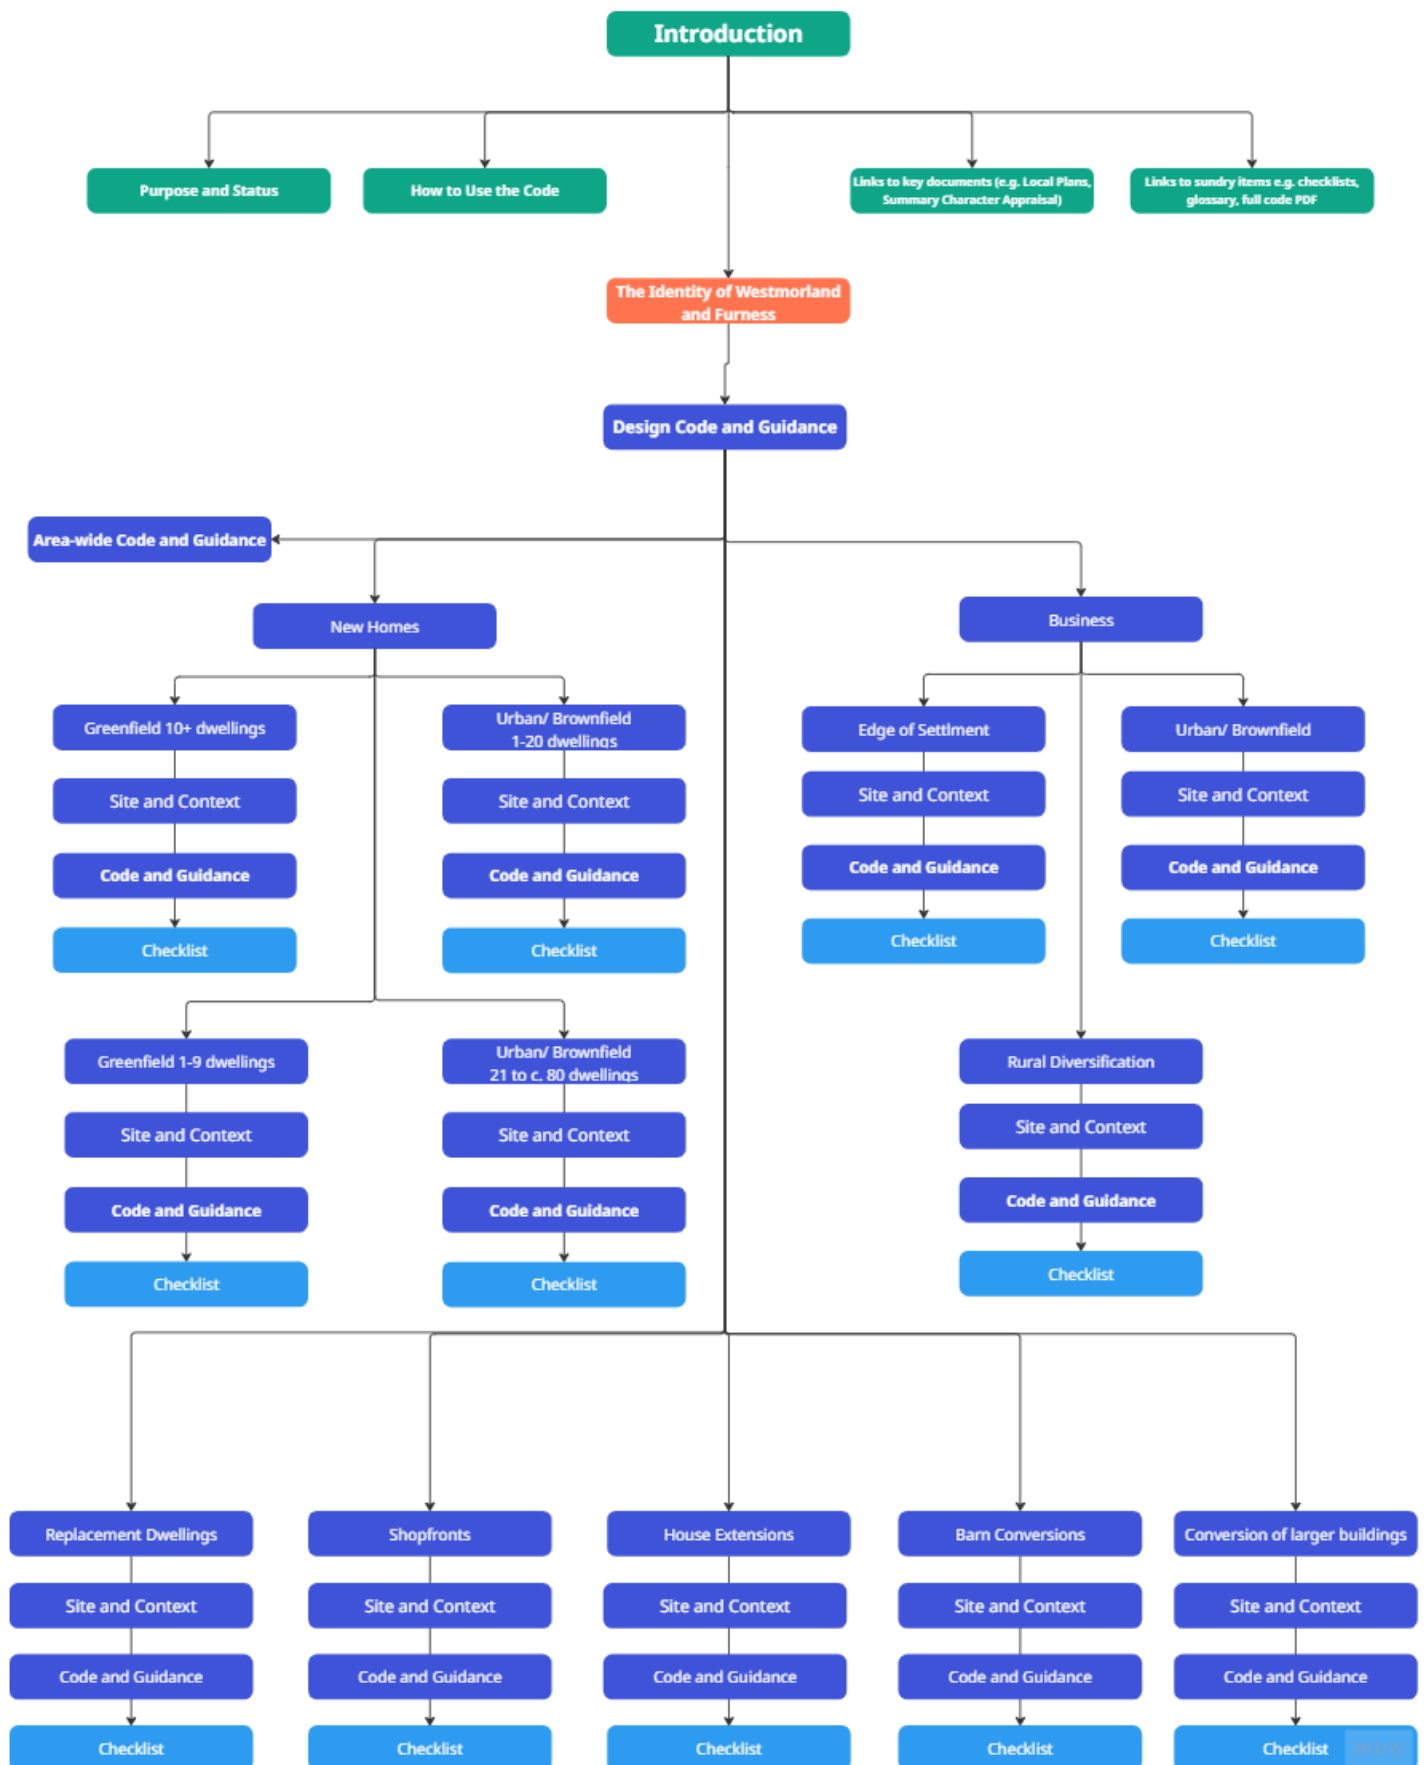 Introduction
Purpose and Status
How to Use the Code
Links to key documents (e.g. Local Plans,
Summary Character Appraisal)
Links to sundry items e.g. checklists,
glossary, full code PDF
The Identity of Westmorland
and Furness
Design Code and Guidance
Area-wide Code and Guidance
New Homes
Business
Greenfield 10+ dwellings
Urban/ Brownfield
1-20 dwellings
Edge of Settlment
Urban/ Brownfield
Site and Context
Site and Context
Site and Context
Site and Context
Code and Guidance
Code and Guidance
Code and Guidance
Code and Guidance
Checklist
Checklist
Checklist
Checklist
Greenfield 1-9 dwellings
Urban/ Brownfield
21 to c. 80 dwellings
Rural Diversification
Site and Context
Site and Context
Site and Context
Code and Guidance
Code and Guidance
Code and Guidance
Checklist
Checklist
Checklist
Replacement Dwellings
Shopfronts
House Extensions
Barn Conversions
Conversion of larger buildings
Site and Context
Site and Context
Site and Context
Site and Context
Site and Context
Code and Guidance
Code and Guidance
Code and Guidance
Code and Guidance
Code and Guidance
Checklist
Checklist
Checklist
Checklist
Checklist